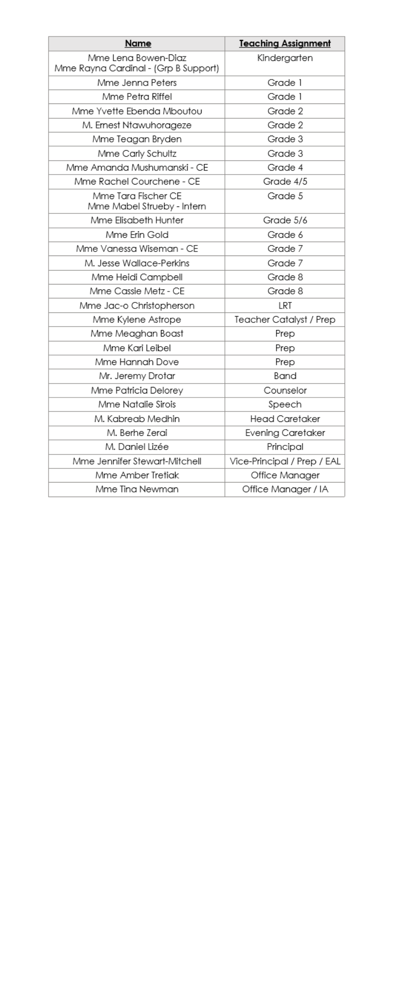 Name Teaching Assignment
Mme Lena Bowen-Diaz Kindergarten
Mme Rayna Cardinal - (Grp B Support)
Mme Jenna Peters Grade 1
Mme Petra Riffel Grade 1
Mme Yvette Ebenda Mboutou Grade 2
M. Ernest Ntawuhorageze Grade 2
Mme Teagan Bryden Grade 3
Mme Carly Schultz Grade 3
Mme Amanda Mushumanski - CE Grade 4
Mme Rachel Courchene - CE Grade 4/5
Mme Tara Fischer CE Grade 5
Mme Mabel Strueby - Intern
Mme Elisabeth Hunter Grade 5/6
Mme Erin Gold Grade 6
Mme Vanessa Wiseman - CE Grade 7
M. Jesse Wallace-Perkins Grade 7
Mme Heidi Campbell Grade 8
Mme Cassie Metz - CE Grade 8
Mme Jac-o Christopherson LRT
Mme Kylene Astrope Teacher Catalyst / Prep
Mme Meaghan Boast Prep
Mme Kari Leibel Prep
Mme Hannah Dove Prep
Mr. Jeremy Drotar Band
Mme Patricia Delorey Counselor
Mme Natalie Sirois Speech
M. Kabreab Medhin Head Caretaker
M. Berhe Zerai Evening Caretaker
M. Daniel Lizée Principal
Mme Jennifer Stewart-Mitchell Vice-Principal / Prep / EAL
Mme Amber Tretiak Office Manager
Mme Tina Newman Office Manager / IA